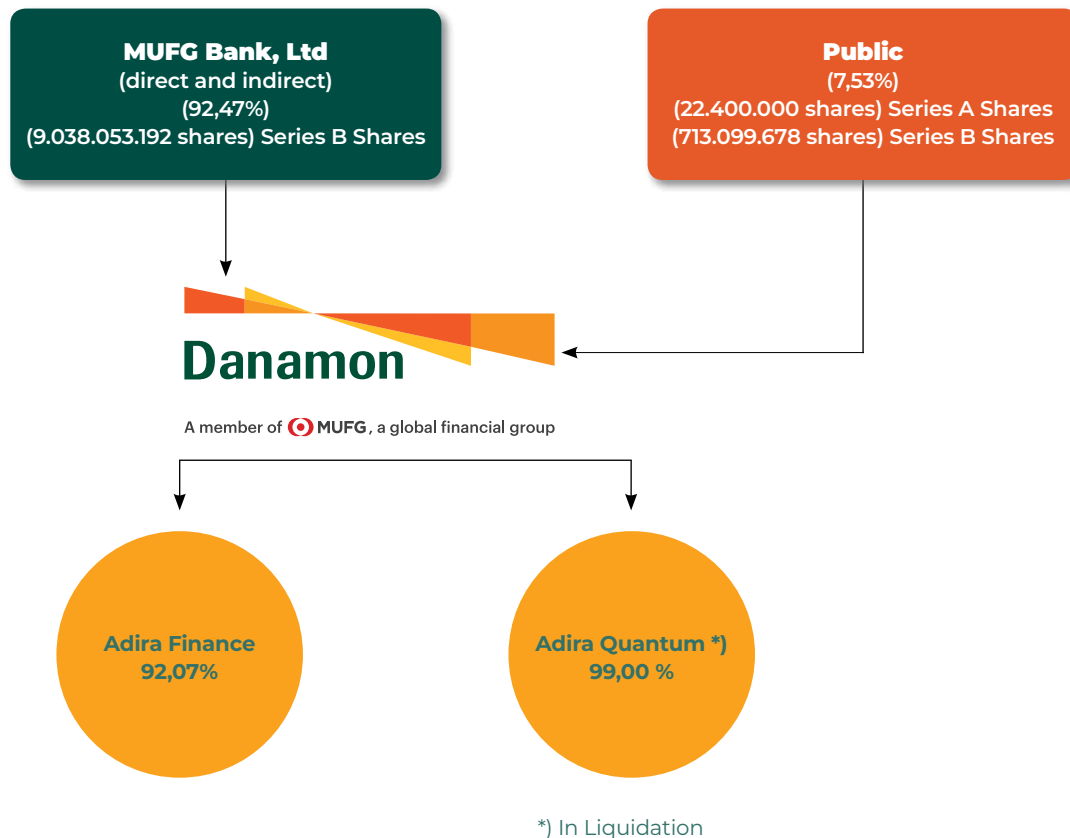 MUFG Bank, Ltd
(direct and indirect)
(92,47%)
(9.038.053.192 shares) Series B Shares
Public
(7,53%)
(22.400.000 shares) Series A Shares
(713.099.678 shares) Series B Shares
Danamon
A member of MUFG, a global financial group
Adira Finance
92,07%
Adira Quantum *)
99,00 %
*) In Liquidation